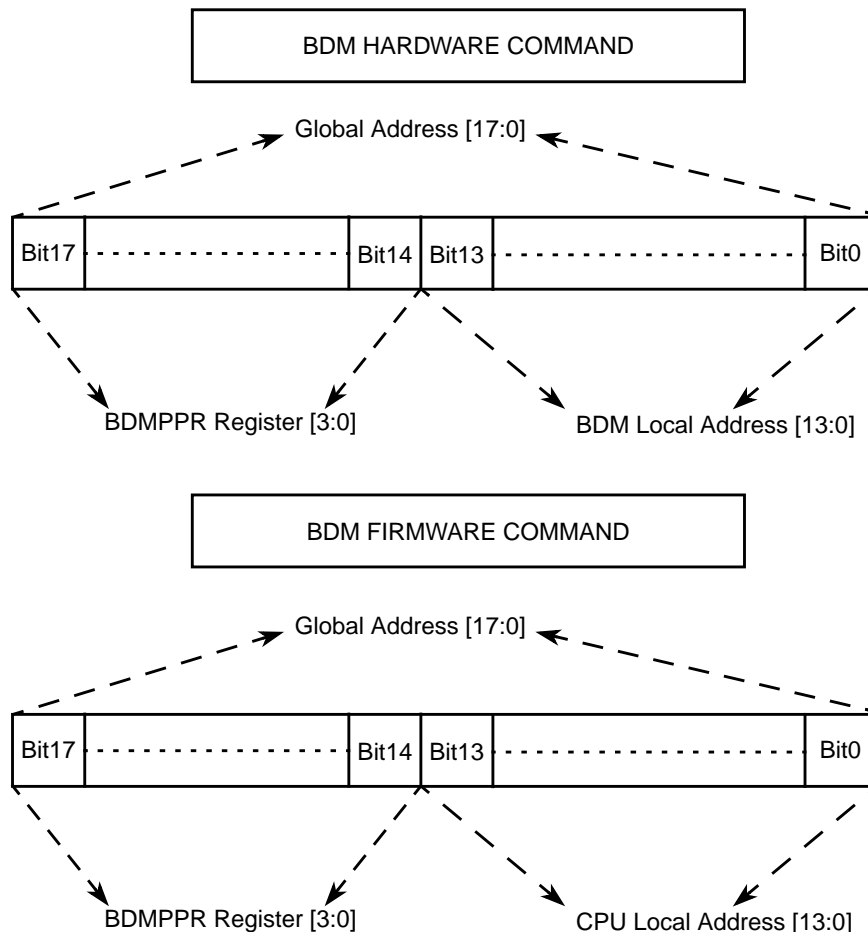 BDM HARDWARE COMMAND
Global Address [17:0]
Bit17 Bit14 Bit13 Bit0
BDMPPR Register [3:0] BDM Local Address [13:0]
BDM FIRMWARE COMMAND
Global Address [17:0]
Bit17 Bit14 Bit13 Bit0
BDMPPR Register [3:0] CPU Local Address [13:0]